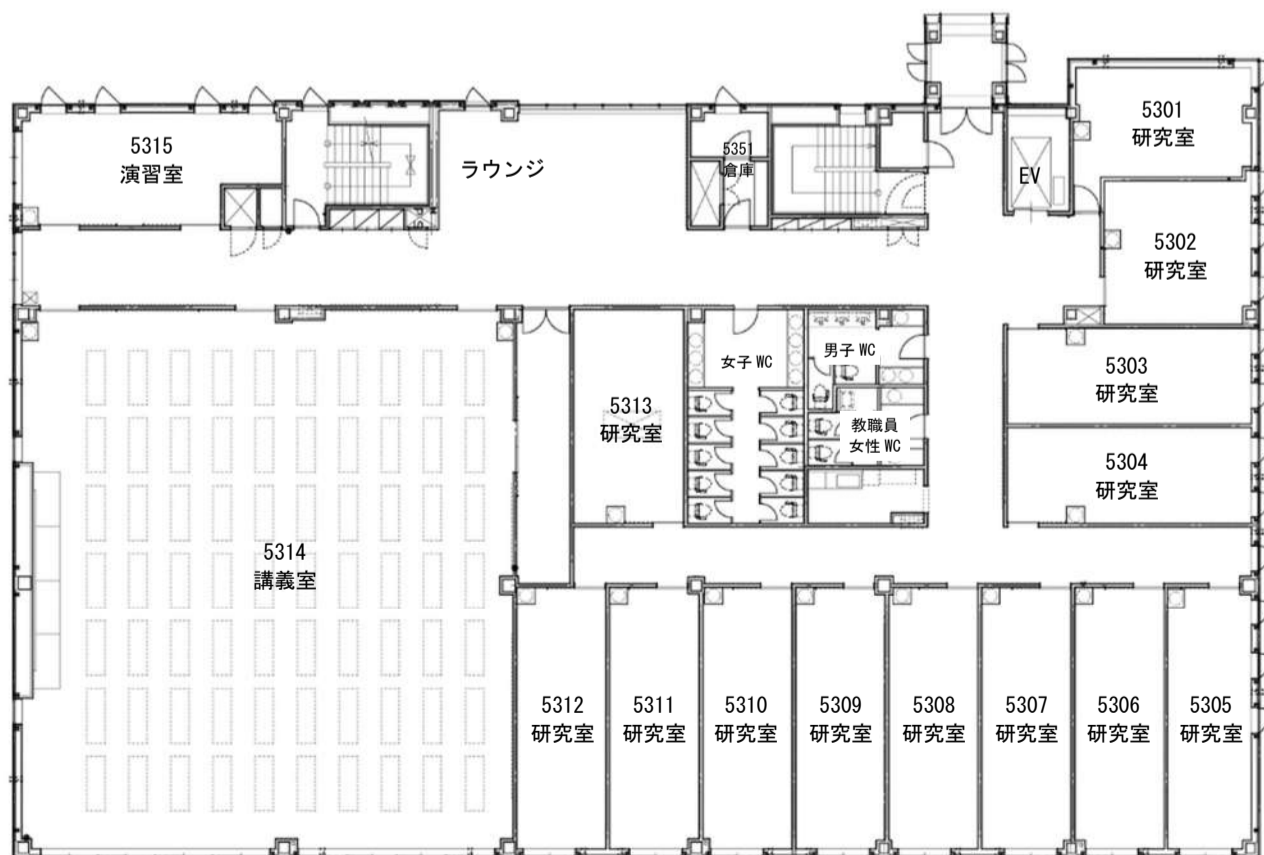 5315
演習室
ラウンジ
5351
倉庫
EV
5301
研究室
5302
研究室
5303
研究室
5304
研究室
女子 WC
男子 WC
教職員
女性 WC
5313
研究室
5314
講義室
5312
研究室
5311
研究室
5310
研究室
5309
研究室
5308
研究室
5307
研究室
5306
研究室
5305
研究室